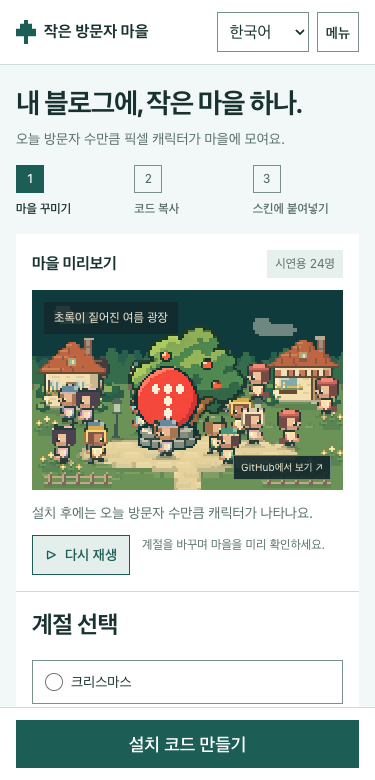 작은 방문자 마을
한국어
메뉴
내 블로그에, 작은 마을 하나.
오늘 방문자 수만큼 픽셀 캐릭터가 마을에 모여요.
1
2
3
마을 꾸미기
코드 복사
스킨에 붙여넣기
마을 미리보기
시연용 24명
초록이 짙어진 여름 광장
GitHub에서 보기 ↗
설치 후에는 오늘 방문자 수만큼 캐릭터가 나타나요.
다시 재생
계절을 바꾸며 마을을 미리 확인하세요.
계절 선택
크리스마스
설치 코드 만들기